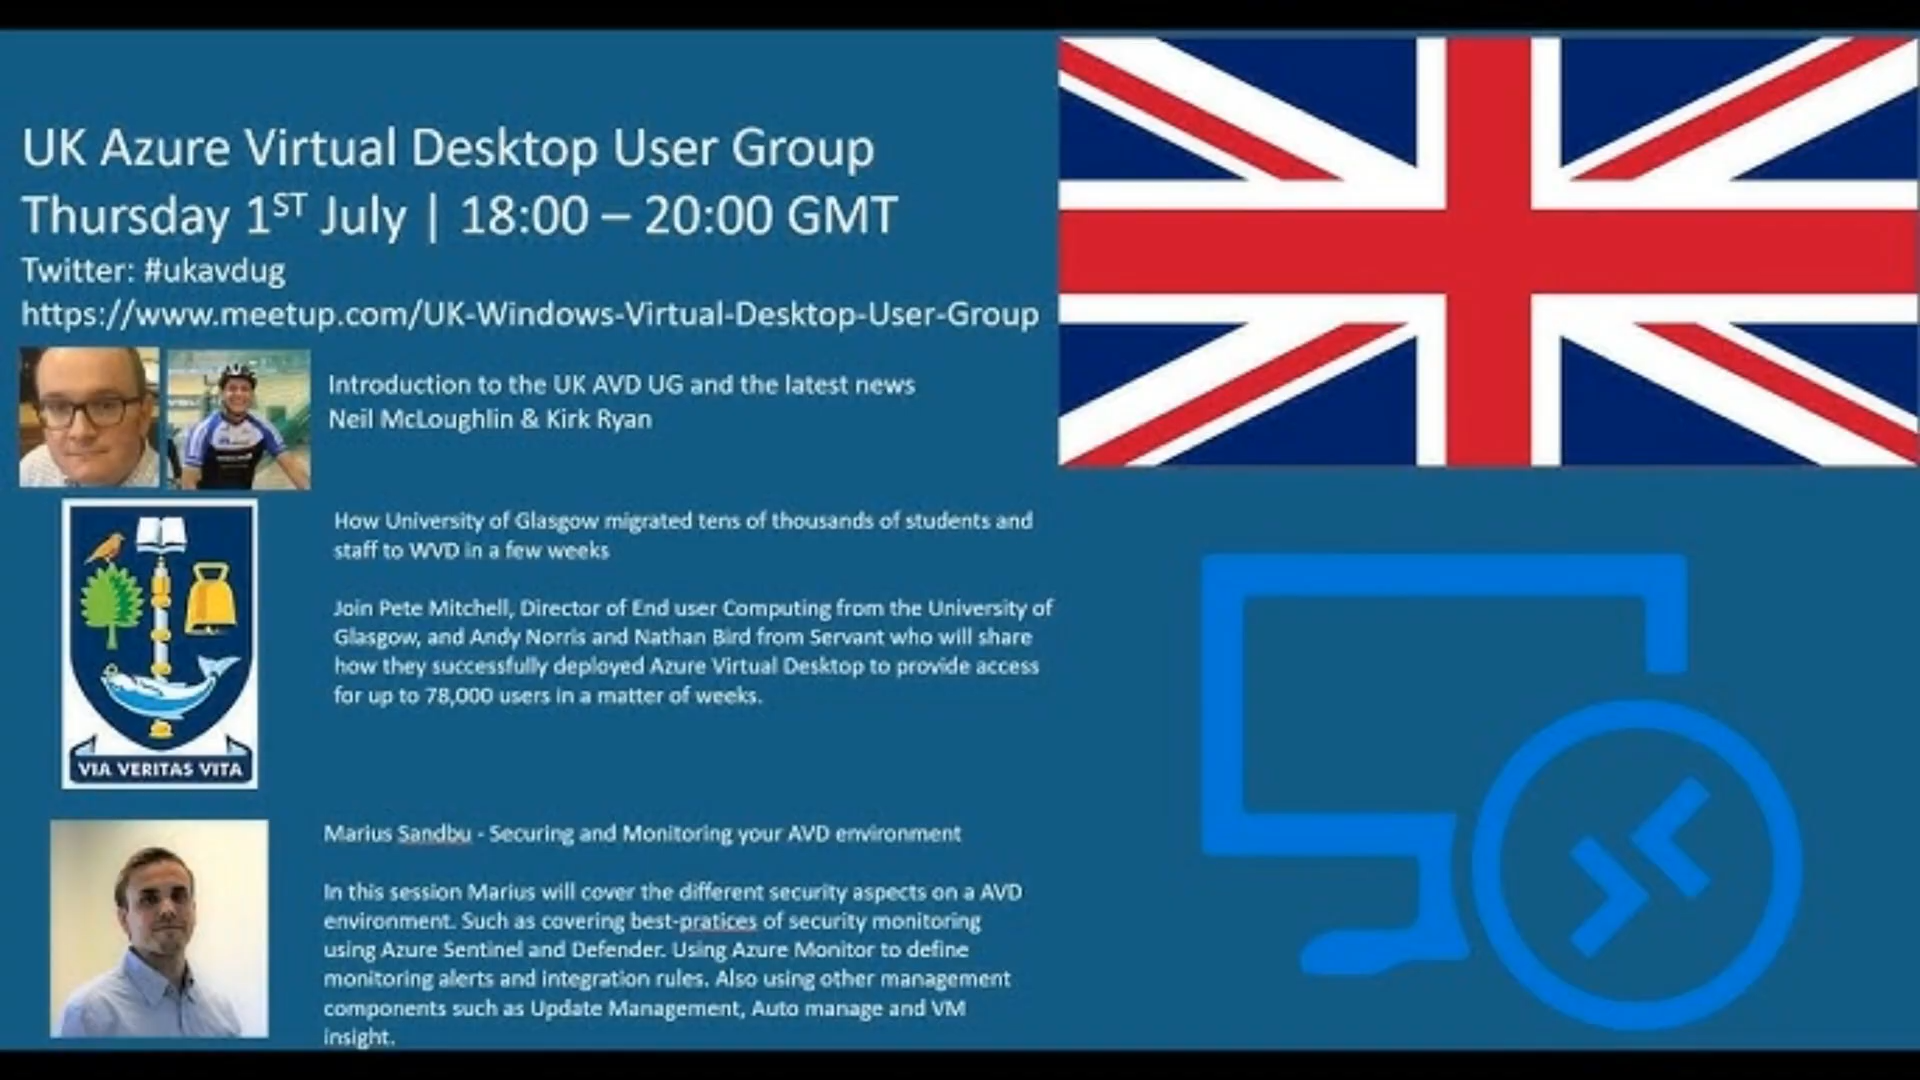 UK Azure Virtual Desktop User Group
Thursday 1ST July | 18:00 – 20:00 GMT
Twitter: #ukavdug
https://www.meetup.com/UK-Windows-Virtual-Desktop-User-Group
Introduction to the UK AVD UG and the latest news
Neil McLoughlin & Kirk Ryan
How University of Glasgow migrated tens of thousands of students and
staff to WVD in a few weeks
Join Pete Mitchell, Director of End user Computing from the University of
Glasgow, and Andy Norris and Nathan Bird from Servant who will share
how they successfully deployed Azure Virtual Desktop to provide access
for up to 78,000 users in a matter of weeks.
VIA VERITAS VITA
Marius Sandbu - Securing and Monitoring your AVD environment
In this session Marius will cover the different security aspects on a AVD
environment. Such as covering best-pratices of security monitoring
using Azure Sentinel and Defender. Using Azure Monitor to define
monitoring alerts and integration rules. Also using other management
components such as Update Management, Auto manage and VM
insight.